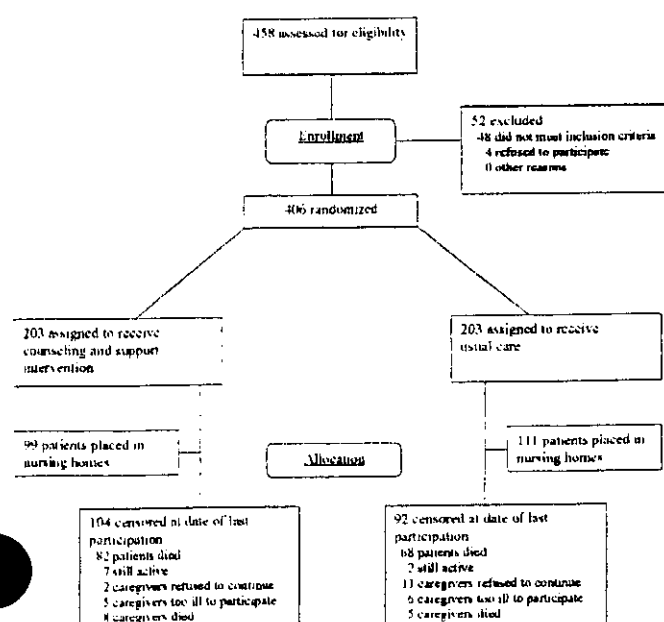 458 assessed for eligibility
Enrollment
52 excluded
48 did not meet inclusion criteria
4 refused to participate
0 other reasons
406 randomized
203 assigned to receive
counseling and support
intervention
203 assigned to receive
usual care
99 patients placed in
nursing homes
Allocation
111 patients placed in
nursing homes
104 censored at date of last
participation
82 patients died
7 still active
2 caregivers refused to continue
5 caregivers too ill to participate
8 caregivers died
92 censored at date of last
participation
68 patients died
2 still active
11 caregivers refused to continue
6 caregivers too ill to participate
5 caregivers died